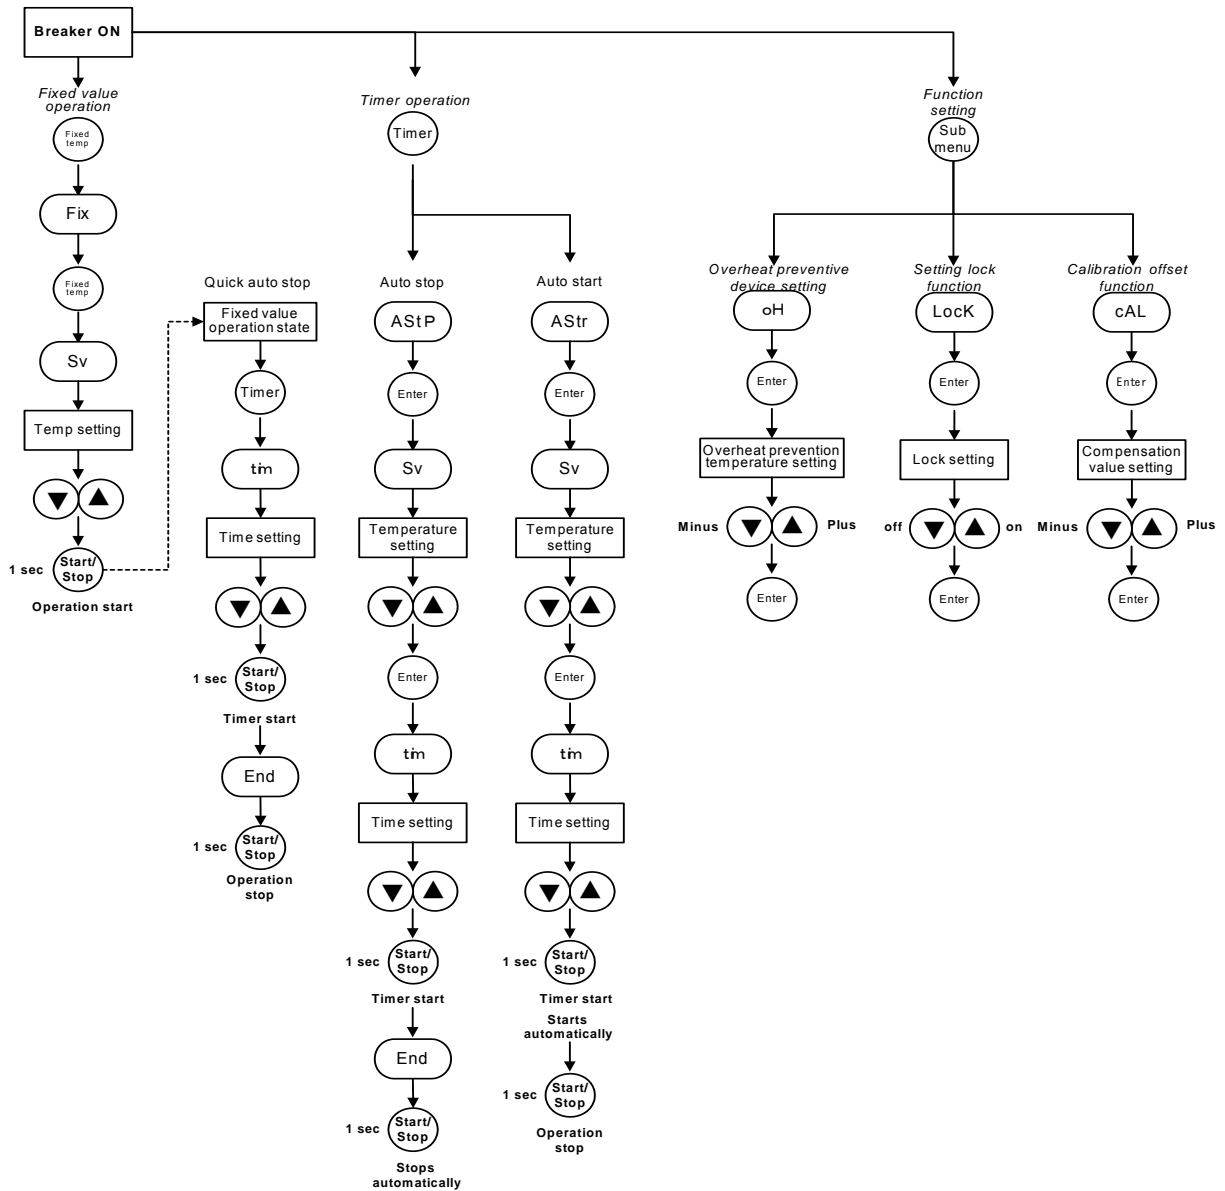 Breaker ON
Fixed value
operation
Fixed
temp
Fix
Fixed
temp
Sv
Temp setting
▼ ▲
1 sec
Start/
Stop
Operation start
Timer operation
Timer
Quick auto stop
Fixed value
operation state
Timer
tim
Time setting
▼ ▲
1 sec
Start/
Stop
Timer start
End
1 sec
Start/
Stop
Operation
stop
Auto stop
AStP
Enter
Sv
Temperature
setting
▼ ▲
Enter
tim
Time setting
▼ ▲
1 sec
Start/
Stop
Timer start
End
1 sec
Start/
Stop
Stops
automatically
Auto start
AStr
Enter
Sv
Temperature
setting
▼ ▲
Enter
tim
Time setting
▼ ▲
1 sec
Start/
Stop
Timer start
Starts
automatically
1 sec
Start/
Stop
Operation
stop
Function
setting
Sub
menu
Overheat preventive
device setting
oH
Enter
Overheat prevention
temperature setting
Minus ▼ ▲ Plus
Enter
Setting lock
function
LocK
Enter
Lock setting
off ▼ ▲ on
Enter
Calibration offset
function
cAL
Enter
Compensation
value setting
Minus ▼ ▲ Plus
Enter